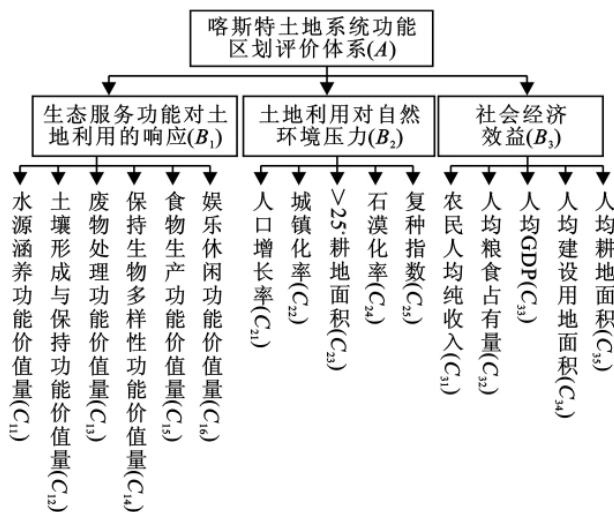 喀斯特土地系统功能
区划评价体系(A)
生态服务功能对土
地利用的响应(B₁)
土地利用对自然
环境压力(B₂)
社会经济
效益(B₃)
水源涵养功能价值量(C₁₁)
土壤形成与保持功能价值量(C₁₂)
废物处理功能价值量(C₁₃)
保持生物多样性功能价值量(C₁₄)
食物生产功能价值量(C₁₅)
娱乐休闲功能价值量(C₁₆)
人口增长率(C₂₁)
城镇化率(C₂₂)
>25°耕地面积(C₂₃)
石漠化率(C₂₄)
复种指数(C₂₅)
农民人均纯收入(C₃₁)
人均粮食占有量(C₃₂)
人均GDP(C₃₃)
人均建设用地面积(C₃₄)
人均耕地面积(C₃₅)